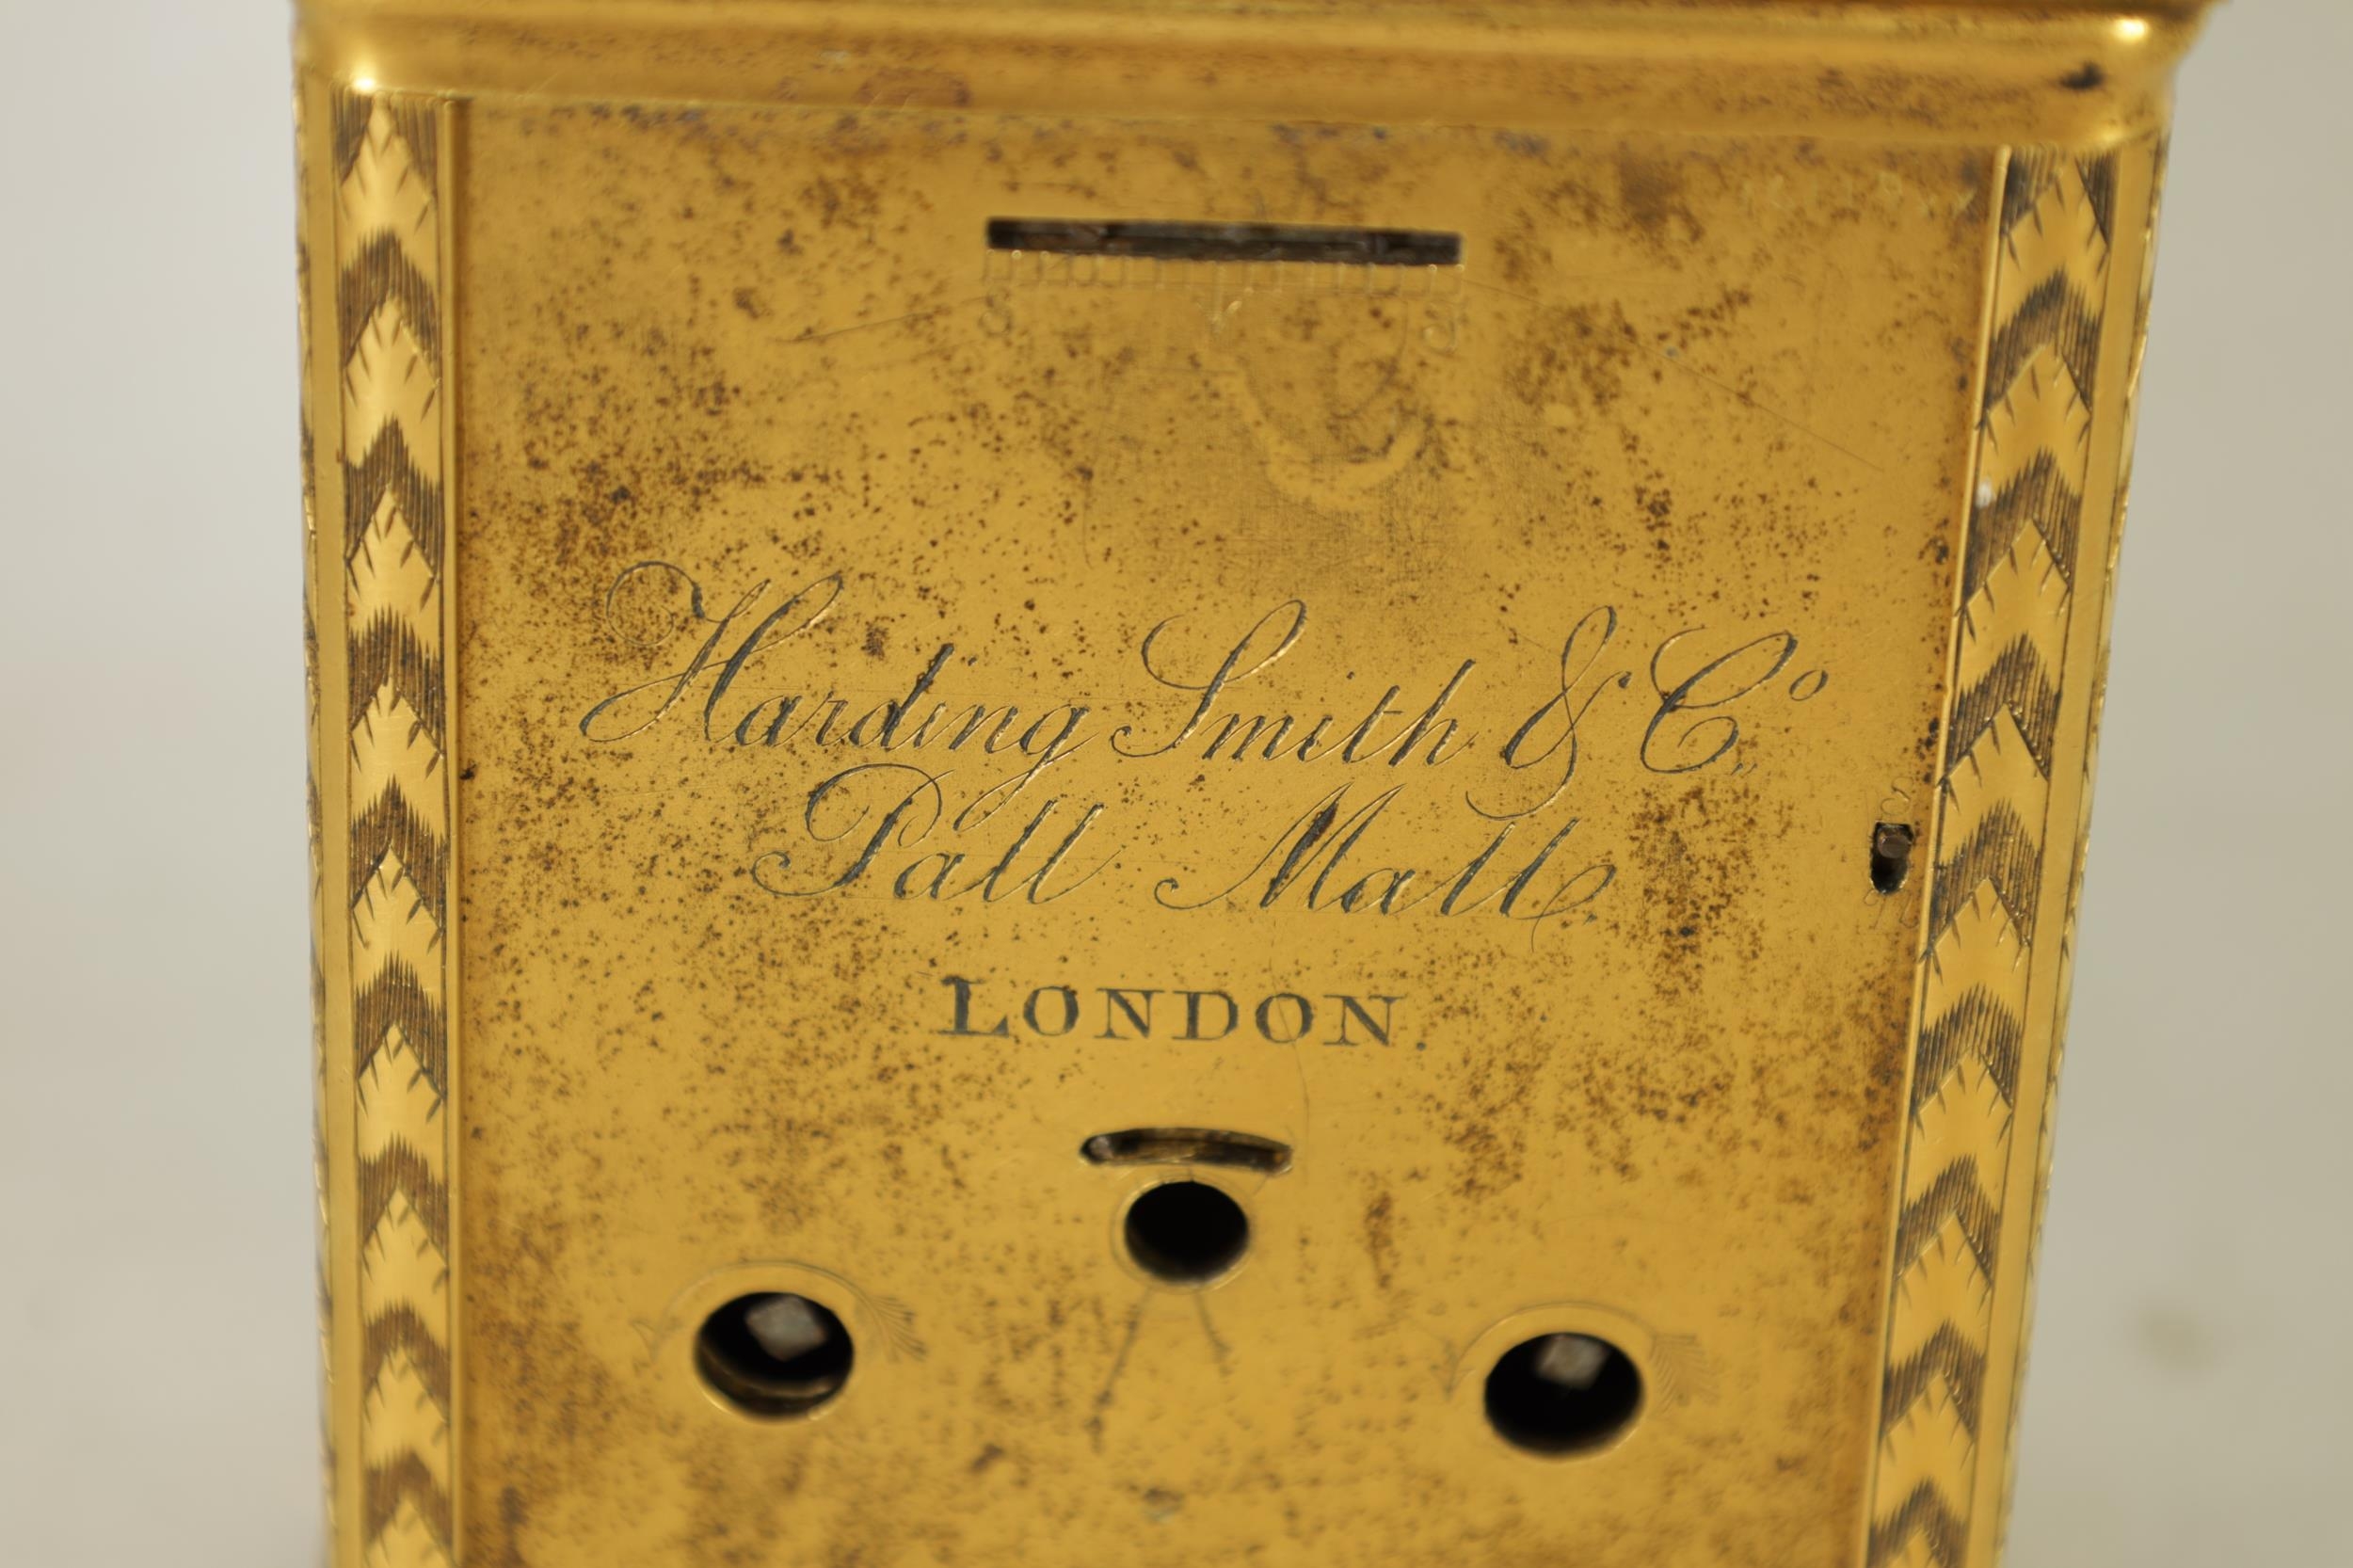 Harding Smith & Co.
Pall Mall.
LONDON.